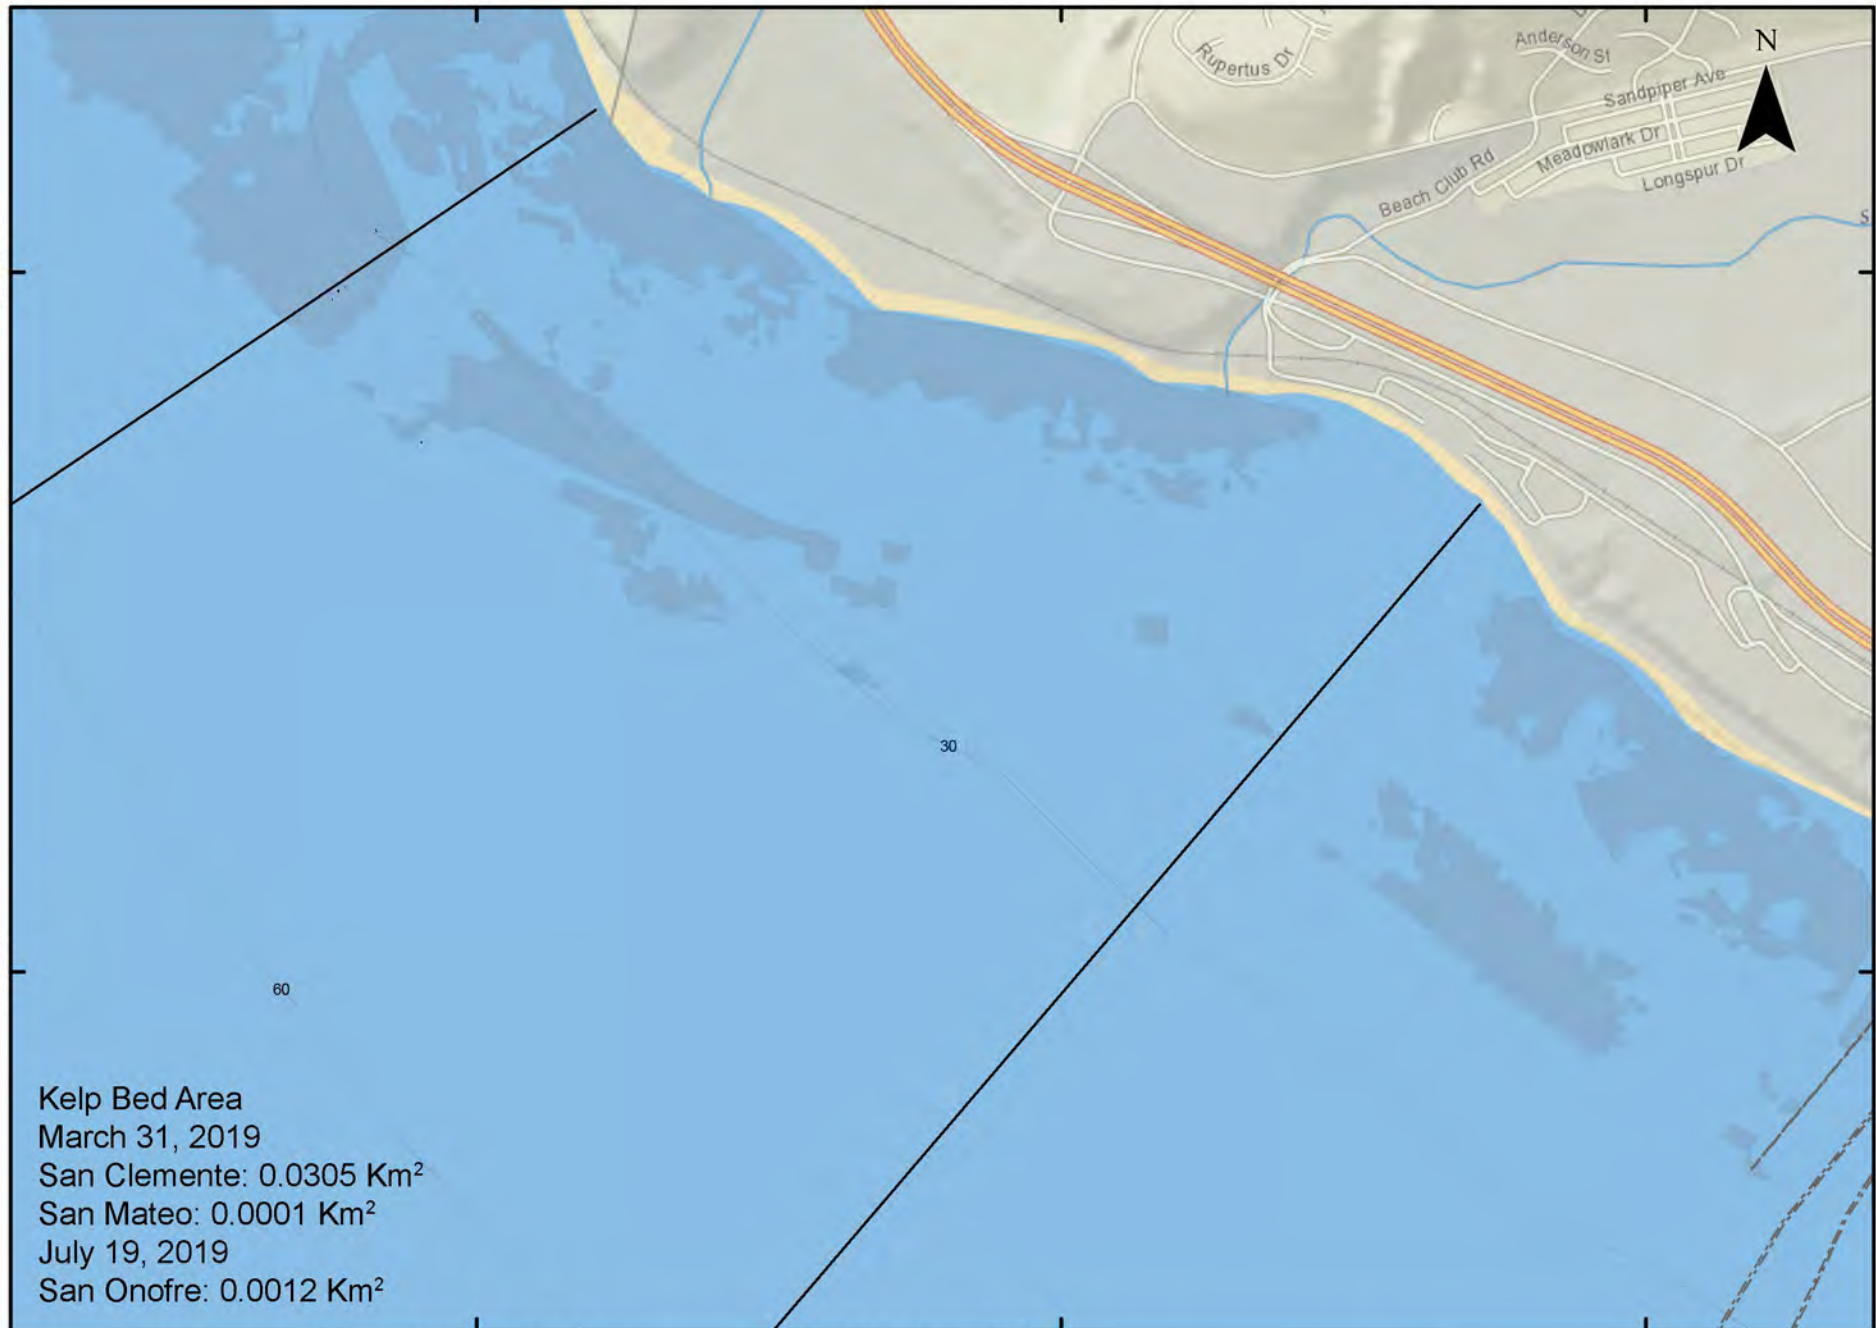 Anderson St
N
Rupertus Dr
Sandpiper Ave
Meadowlark Dr
Beach Club Rd
Longspur Dr
S
30
60
Kelp Bed Area
March 31, 2019
San Clemente: 0.0305 Km²
San Mateo: 0.0001 Km²
July 19, 2019
San Onofre: 0.0012 Km²